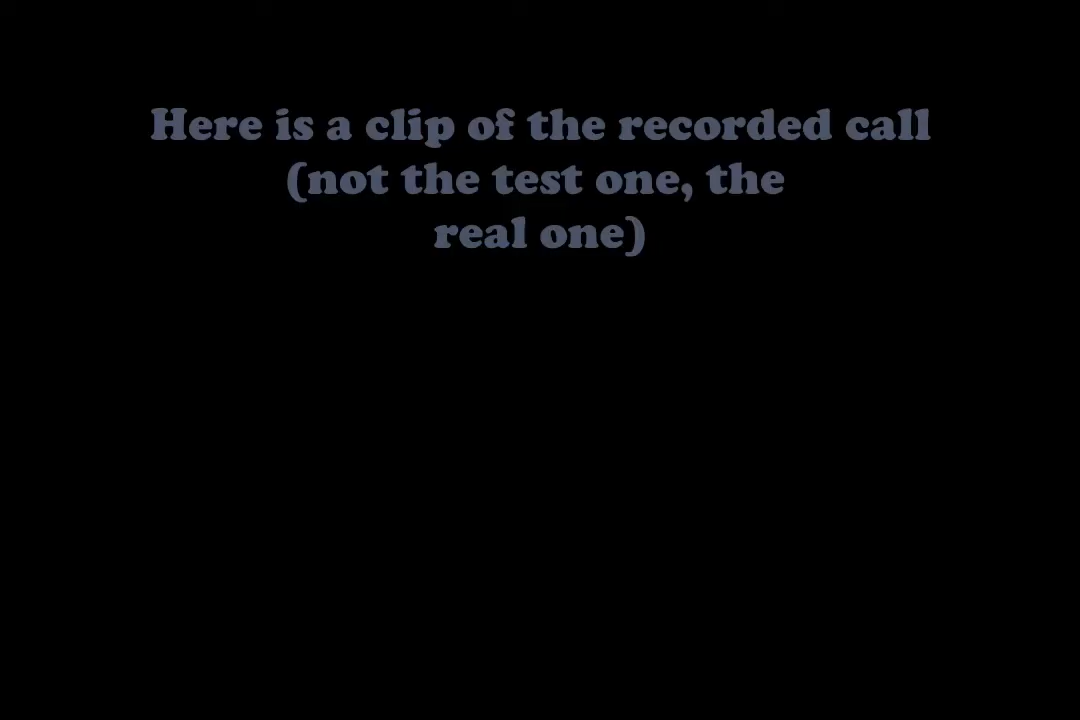 Here is a clip of the recorded call
(not the test one, the
real one)